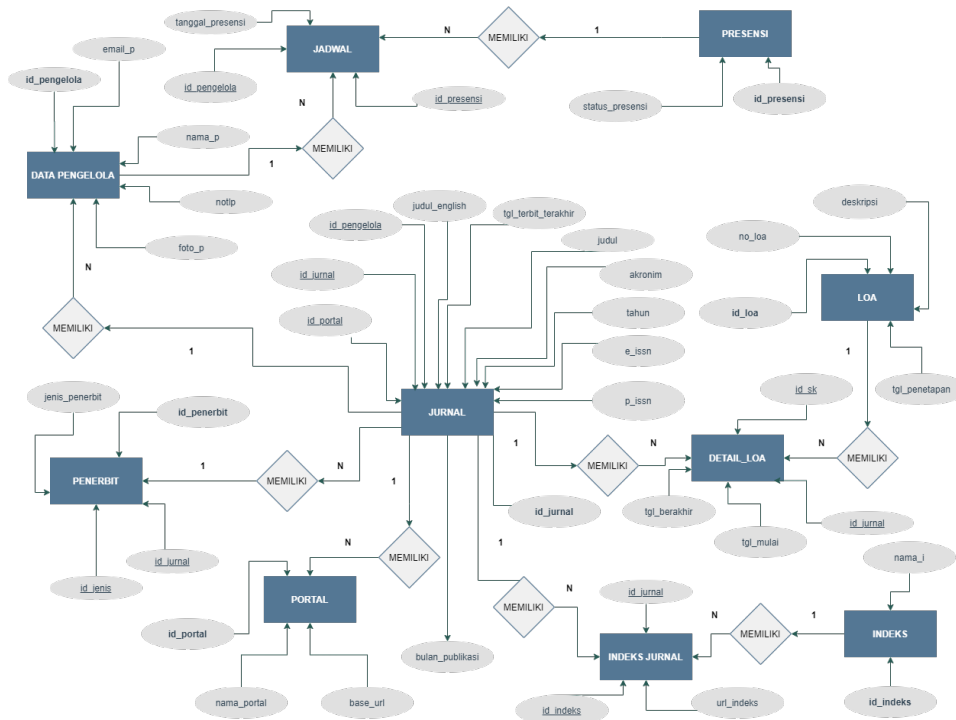 tanggal_presensi
JADWAL
N
MEMILIKI
1
PRESENSI
email_p
id_pengelola
id_pengelola
id_presensi
status_presensi
id_presensi
N
nama_p
MEMILIKI
DATA PENGELOLA
1
notlp
judul_english
tgl_terbit_terakhir
deskripsi
id_pengelola
judul
no_loa
foto_p
N
id_jurnal
akronim
LOA
id_portal
tahun
id_loa
MEMILIKI
1
e_issn
1
tgl_penetapan
jenis_penerbit
id_penerbit
JURNAL
p_issn
id_sk
1
N
1
N
N
PENERBIT
MEMILIKI
MEMILIKI
DETAIL_LOA
MEMILIKI
1
id_jurnal
tgl_berakhir
id_jurnal
id_jurnal
id_jenis
N
MEMILIKI
1
tgl_mulai
nama_i
id_portal
PORTAL
id_jurnal
MEMILIKI
N
N
MEMILIKI
1
INDEKS
bulan_publikasi
INDEKS JURNAL
nama_portal
base_url
id_indeks
url_indeks
id_indeks